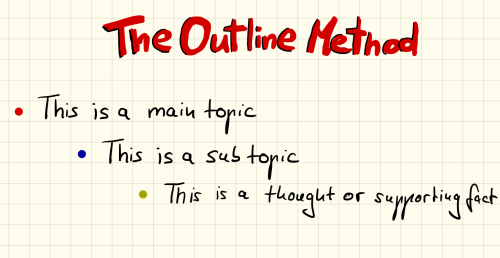 The Outline Method
This is a main topic
This is a sub topic
This is a thought or supporting fact